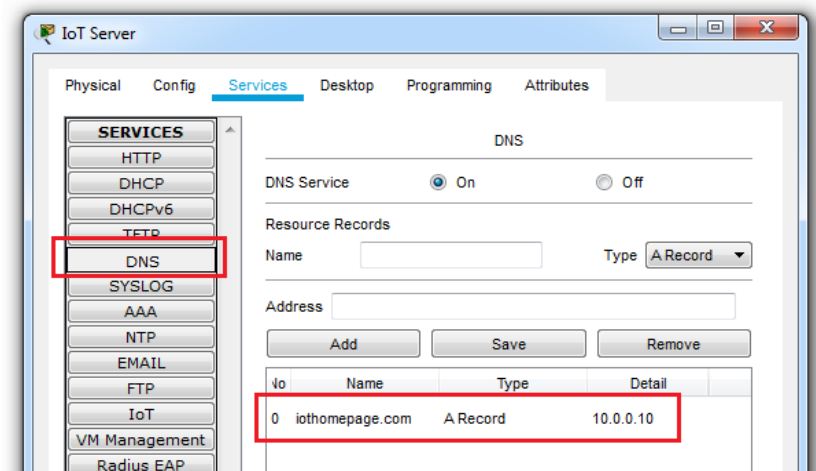 IoT Server
Physical Config Services Desktop Programming Attributes
SERVICES
HTTP
DHCP
DHCPv6
TFTP
DNS
SYSLOG
AAA
NTP
EMAIL
FTP
IoT
VM Management
Radius EAP
DNS
DNS Service On Off
Resource Records
Name Type A Record
Address
Add Save Remove
No Name Type Detail
0 iothomepage.com A Record 10.0.0.10